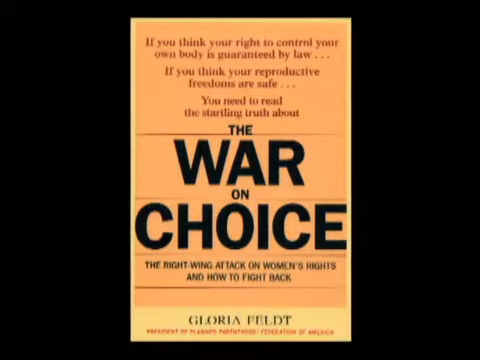 If you think your right to control your
own body is guaranteed by law . . .
If you think your reproductive
freedoms are safe . . .
You need to read
the startling truth about
THE
WAR
ON
CHOICE
THE RIGHT-WING ATTACK ON WOMEN'S RIGHTS
AND HOW TO FIGHT BACK
GLORIA FELDT
PRESIDENT OF PLANNED PARENTHOOD® FEDERATION OF AMERICA